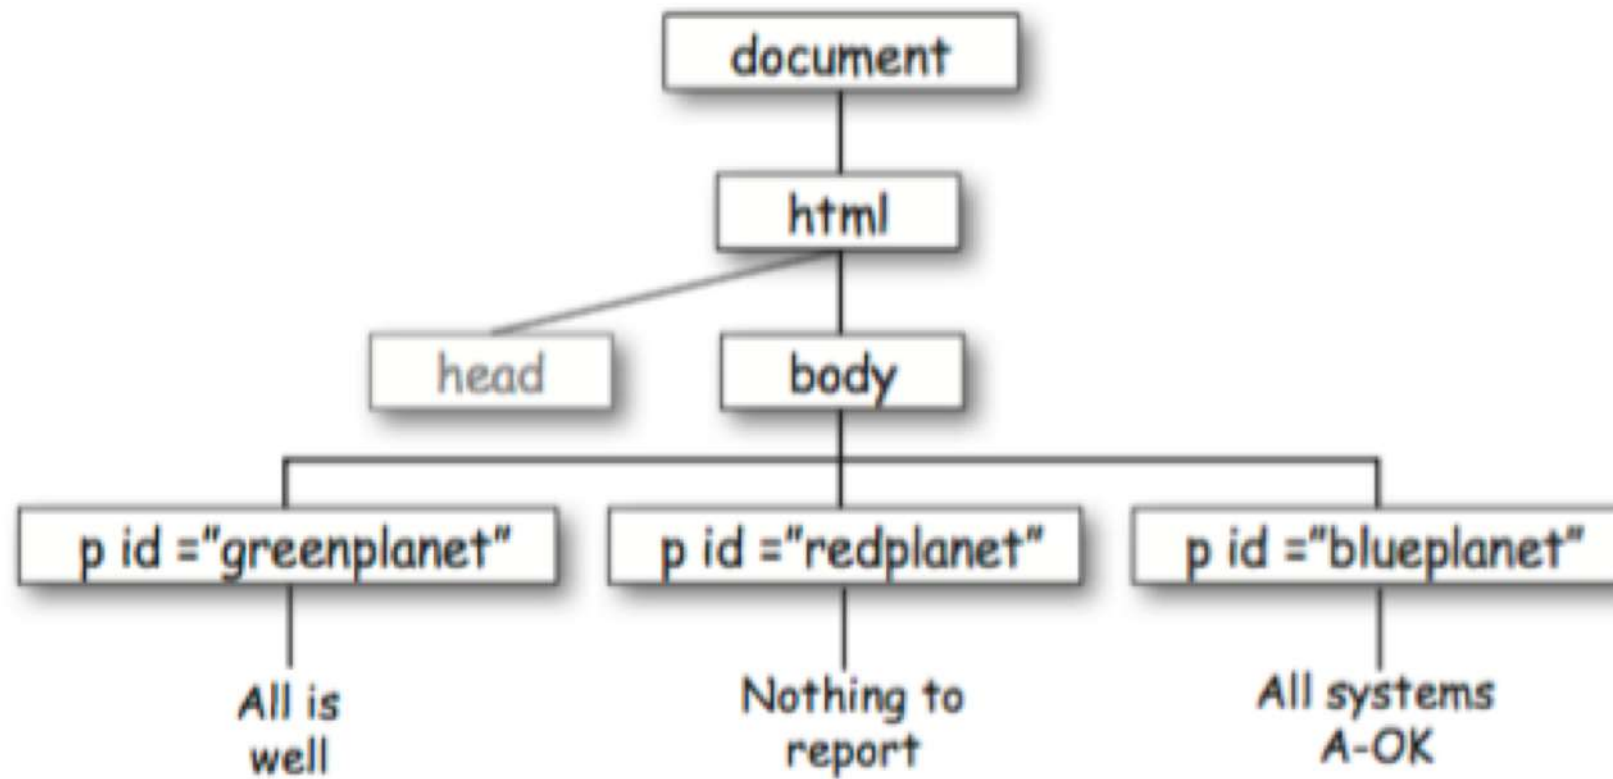 document
html
head
body
p id ="greenplanet"
p id ="redplanet"
p id ="blueplanet"
All is
well
Nothing to
report
All systems
A-OK